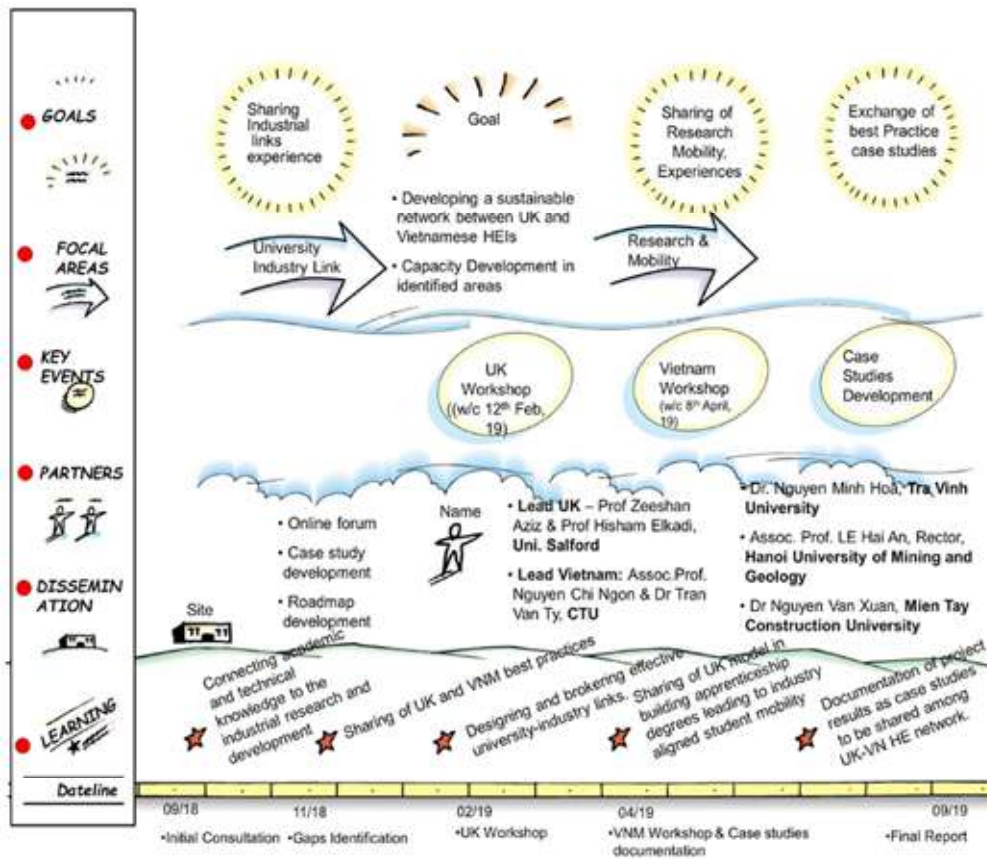 GOALS
FOCAL
AREAS
KEY
EVENTS
PARTNERS
DISSEMIN
ATION
LEARNING
Dateline
Sharing
Industrial
links
experience
Goal
Sharing of
Research
Mobility,
Experiences
Exchange of
best Practice
case studies
• Developing a sustainable
network between UK and
Vietnamese HEIs
• Capacity Development in
identified areas
University
Industry Link
Research &
Mobility
UK
Workshop
((w/c 12th Feb,
19)
Vietnam
Workshop
(w/c 8th April,
19)
Case
Studies
Development
• Online forum
• Case study
development
• Roadmap
development
Name
• Lead UK – Prof Zeeshan
Aziz & Prof Hisham Elkadi,
Uni. Salford
• Lead Vietnam: Assoc.Prof.
Nguyen Chi Ngon & Dr Tran
Van Ty, CTU
• Dr. Nguyen Minh Hoa, Tra Vinh
University
• Assoc. Prof. LE Hai An, Rector,
Hanoi University of Mining and
Geology
• Dr Nguyen Van Xuan, Mien Tay
Construction University
Site
Connecting academic
and technical
knowledge to the
industrial research and
development
Sharing of UK and VNM best practices
Designing and brokering effective
university-industry links.
Sharing of UK model in
building apprenticeship
degrees leading to industry
aligned student mobility
Documentation of project
results as case studies
to be shared among
UK-VN HE network.
09/18
11/18
02/19
04/19
09/19
•Initial Consultation
•Gaps Identification
•UK Workshop
•VNM Workshop & Case studies
documentation
•Final Report